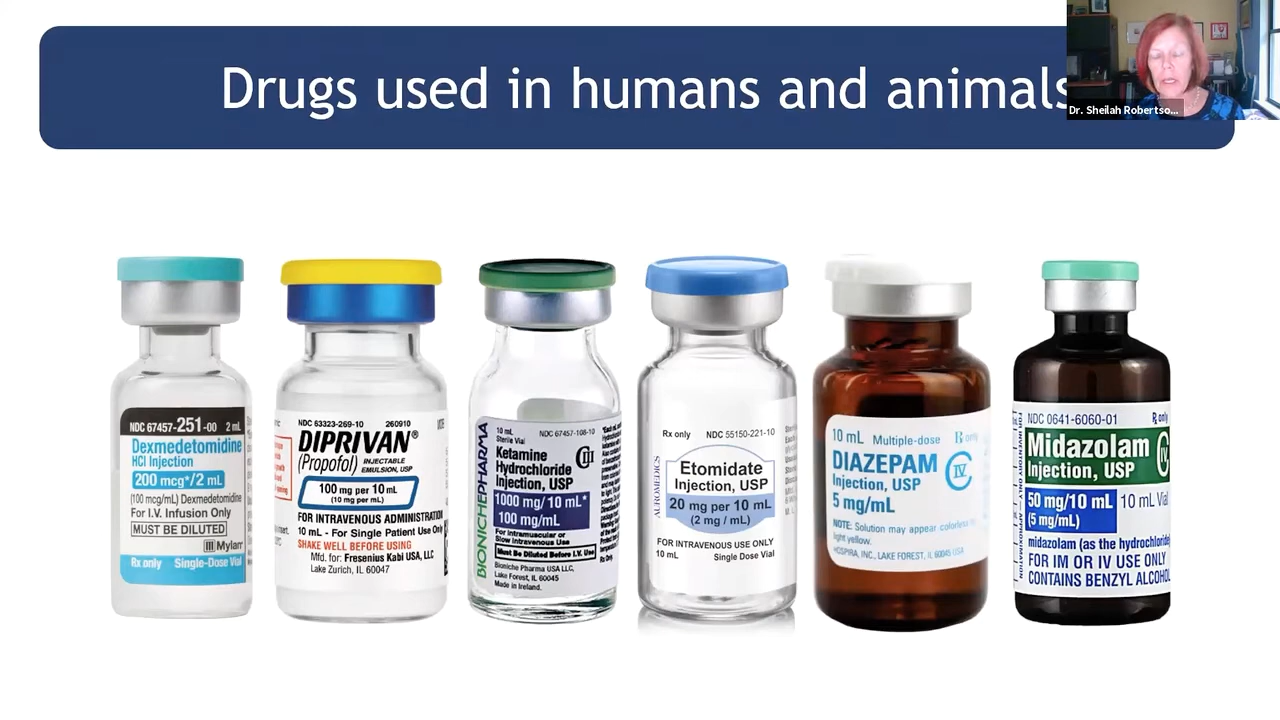 Drugs used in humans and animals
Dr. Sheilah Robertso...
NDC 67457-251-00 2 mL
Dexmedetomidine
HCl Injection
200 mcg*/2 mL
(100 mcg/mL) Dexmedetomidine
For I.V. Infusion Only
MUST BE DILUTED
Mylan
Rx only Single-Dose Vial
NDC 63323-269-10 260910
DIPRIVAN®
(Propofol) INJECTABLE
EMULSION, USP
100 mg per 10 mL
(10 mg per mL)
FOR INTRAVENOUS ADMINISTRATION
10 mL - For Single Patient Use Only
SHAKE WELL BEFORE USING
Mfd. for: Fresenius Kabi USA, LLC
Lake Zurich, IL 60047
BIONICHEPHARMA
10 mL
Sterile Vial
NDC 67457-108-10
Ketamine
Hydrochloride
Injection, USP
CIII
1000 mg/10 mL*
100 mg/mL
For Intramuscular or
Slow Intravenous Use
Must Be Diluted Before I.V. Use
Bioniche Pharma USA LLC,
Lake Forest, IL 60045
Made in Ireland.
Rx Only
Rx only NDC 55150-221-10
AUROMEDICS
Etomidate
Injection, USP
20 mg per 10 mL
(2 mg / mL)
FOR INTRAVENOUS USE ONLY
10 mL Single Dose Vial
10 mL Multiple-dose Rx only
DIAZEPAM CIV
Injection, USP
5 mg/mL
NOTE: Solution may appear colorless to
light yellow.
HOSPIRA, INC., LAKE FOREST, IL 60045 USA
NDC 0641-6060-01 Rx only
Midazolam CIV
Injection, USP
50 mg/10 mL 10 mL Vial
(5 mg/mL)
midazolam (as the hydrochloride)
FOR IM OR IV USE ONLY
CONTAINS BENZYL ALCOHOL